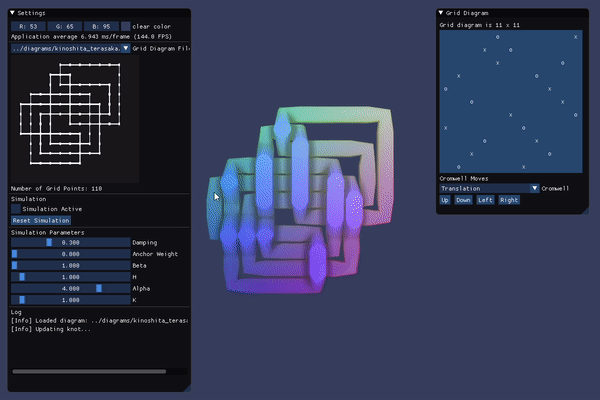 Settings
R: 53 G: 65 B: 95 clear color
Application average 6.943 ms/frame (144.0 FPS)
../diagrams/kinoshita_terasaka. Grid Diagram File
Number of Grid Points: 118
Simulation
Simulation Active
Reset Simulation
Simulation Parameters
0.300 Damping
0.000 Anchor Weight
1.000 Beta
1.000 H
4.000 Alpha
1.000 K
Log
[Info] Loaded diagram: ../diagrams/kinoshita_teras
[Info] Updating knot...
Grid Diagram
Grid diagram is 11 x 11
o x
x o
x o
x o
o x
o x
x o
o x
x o
o x
o x
Cromwell Moves
Translation Cromwell
Up Down Left Right